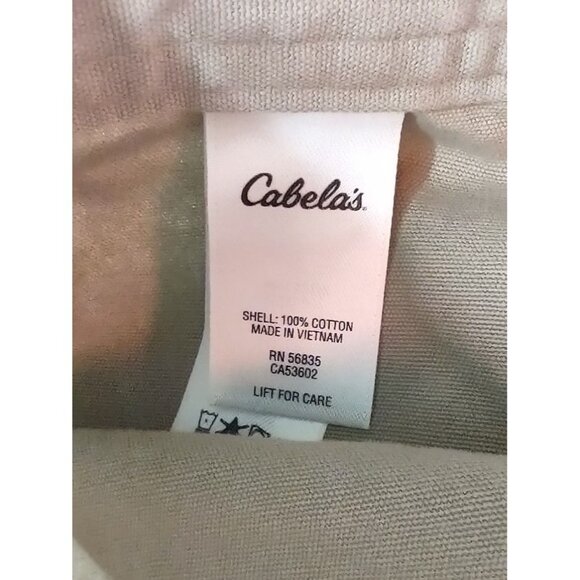 Cabela's
SHELL: 100% COTTON
MADE IN VIETNAM
RN 56835
CA53602
LIFT FOR CARE